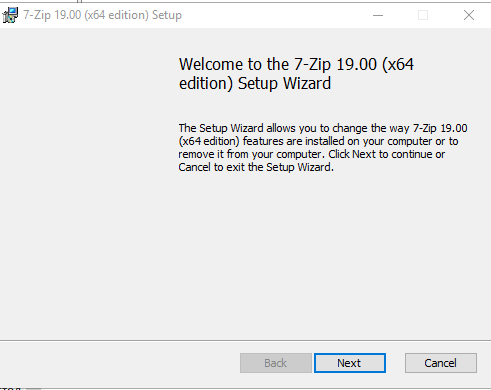 7-Zip 19.00 (x64 edition) Setup
Welcome to the 7-Zip 19.00 (x64
edition) Setup Wizard
The Setup Wizard allows you to change the way 7-Zip 19.00
(x64 edition) features are installed on your computer or to
remove it from your computer. Click Next to continue or
Cancel to exit the Setup Wizard.
Back Next Cancel